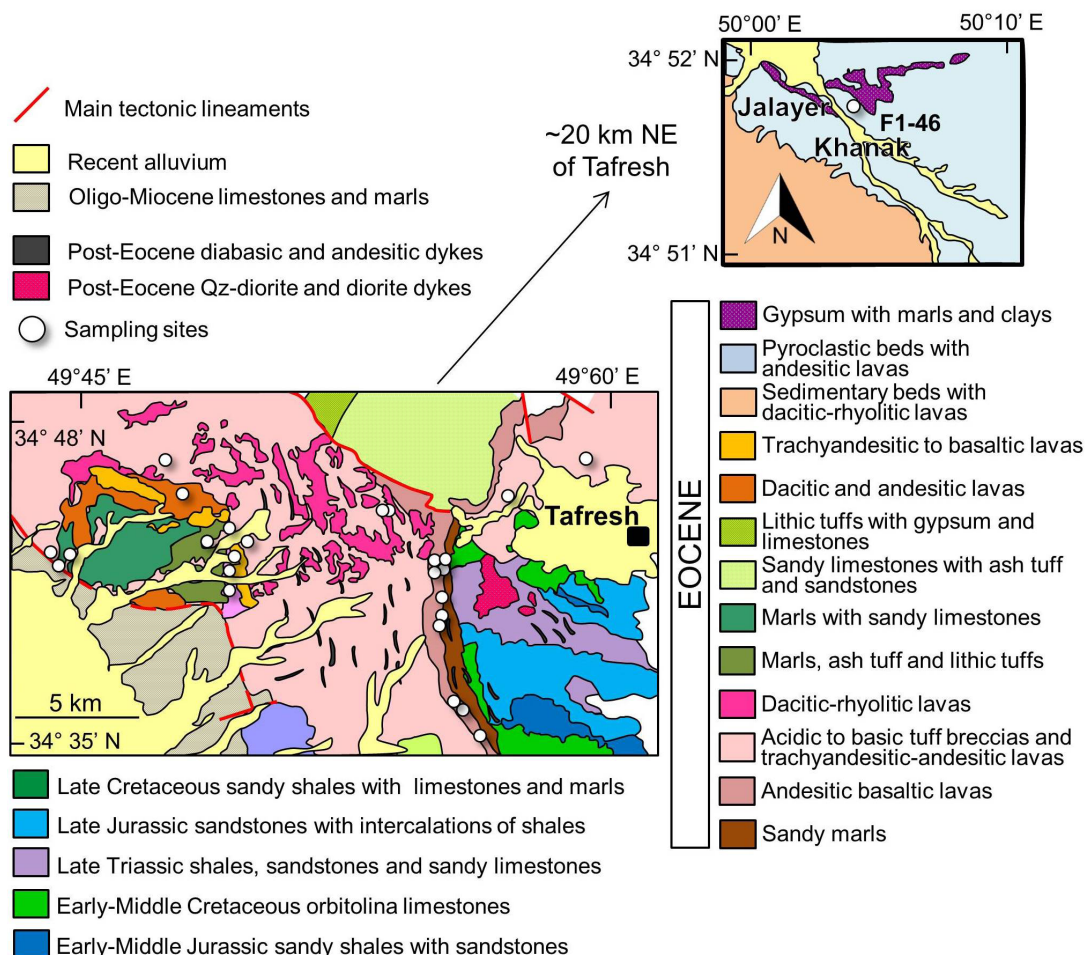 50°00’ E
50°10’ E
34° 52’ N
Jalayer
F1-46
Khanak
N
34° 51’ N
~20 km NE
of Tafresh
Main tectonic lineaments
Recent alluvium
Oligo-Miocene limestones and marls
Post-Eocene diabasic and andesitic dykes
Post-Eocene Qz-diorite and diorite dykes
Sampling sites
49°45’ E
49°60’ E
34° 48’ N
Tafresh
5 km
34° 35’ N
EOCENE
Gypsum with marls and clays
Pyroclastic beds with
andesitic lavas
Sedimentary beds with
dacitic-rhyolitic lavas
Trachyandesitic to basaltic lavas
Dacitic and andesitic lavas
Lithic tuffs with gypsum and
limestones
Sandy limestones with ash tuff
and sandstones
Marls with sandy limestones
Marls, ash tuff and lithic tuffs
Dacitic-rhyolitic lavas
Acidic to basic tuff breccias and
trachyandesitic-andesitic lavas
Andesitic basaltic lavas
Sandy marls
Late Cretaceous sandy shales with limestones and marls
Late Jurassic sandstones with intercalations of shales
Late Triassic shales, sandstones and sandy limestones
Early-Middle Cretaceous orbitolina limestones
Early-Middle Jurassic sandy shales with sandstones